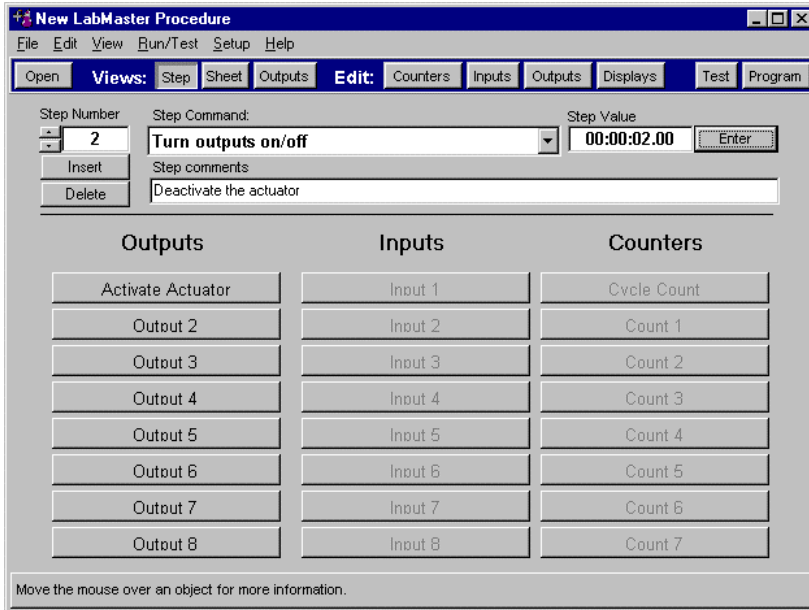 New LabMaster Procedure
File Edit View Run/Test Setup Help
Open Views: Step Sheet Outputs Edit: Counters Inputs Outputs Displays Test Program
Step Number Step Command: Step Value
2 Turn outputs on/off 00:00:02.00 Enter
Insert Step comments
Delete Deactivate the actuator
Outputs Inputs Counters
Activate Actuator Input 1 Cycle Count
Output 2 Input 2 Count 1
Output 3 Input 3 Count 2
Output 4 Input 4 Count 3
Output 5 Input 5 Count 4
Output 6 Input 6 Count 5
Output 7 Input 7 Count 6
Output 8 Input 8 Count 7
Move the mouse over an object for more information.